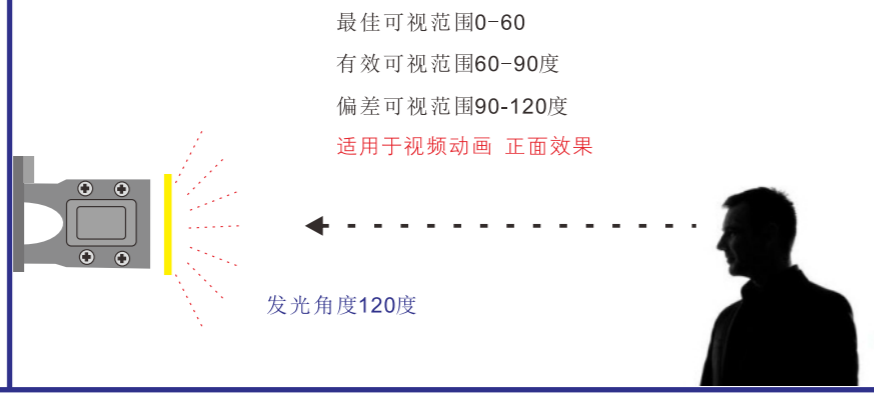 最佳可视范围0-60
有效可视范围60-90度
偏差可视范围90-120度
适用于视频动画 正面效果
发光角度120度